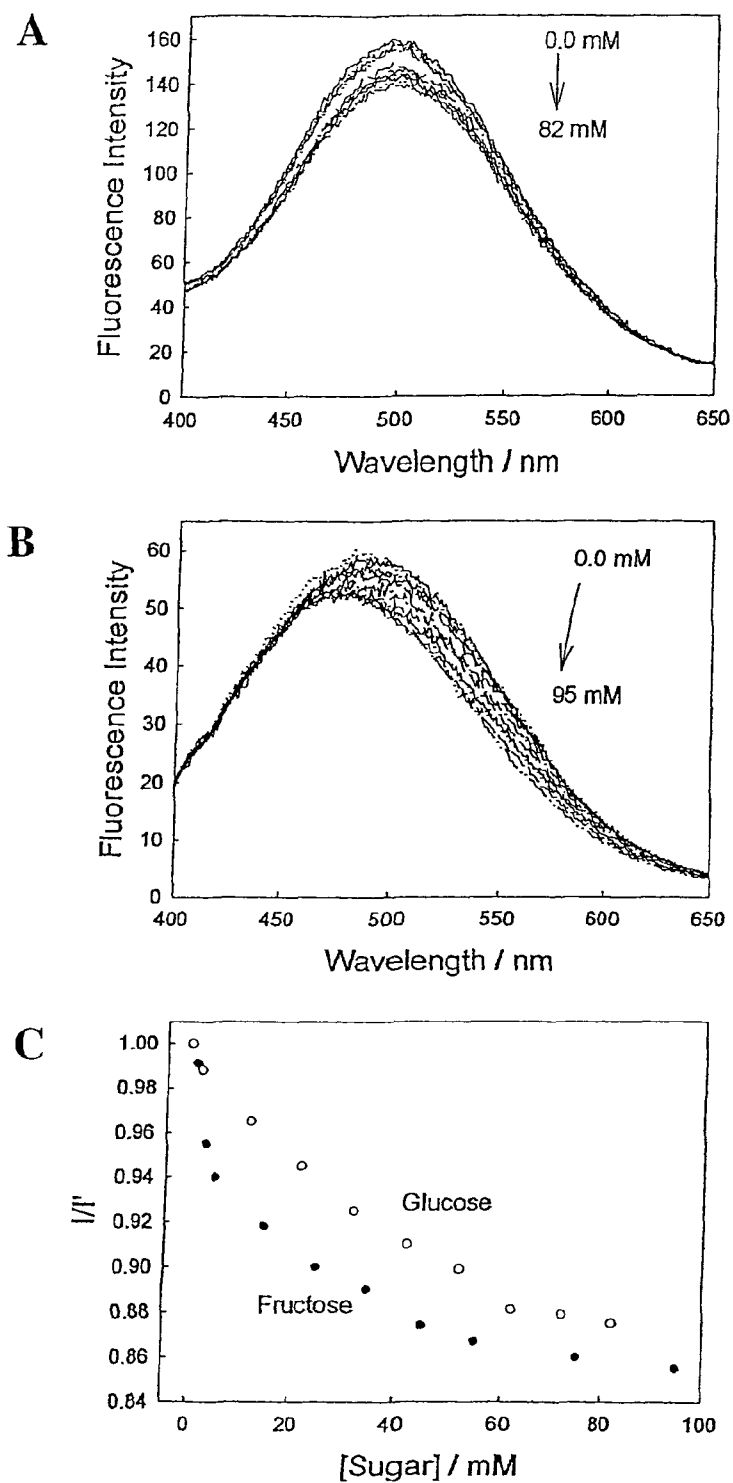 A
Fluorescence Intensity
160
140
120
100
80
60
40
20
0
0.0 mM
82 mM
400 450 500 550 600 650
Wavelength / nm
B
Fluorescence Intensity
60
50
40
30
20
10
0
0.0 mM
95 mM
400 450 500 550 600 650
Wavelength / nm
C
I/I'
1.00
0.98
0.96
0.94
0.92
0.90
0.88
0.86
0.84
Glucose
Fructose
0 20 40 60 80 100
[Sugar] / mM